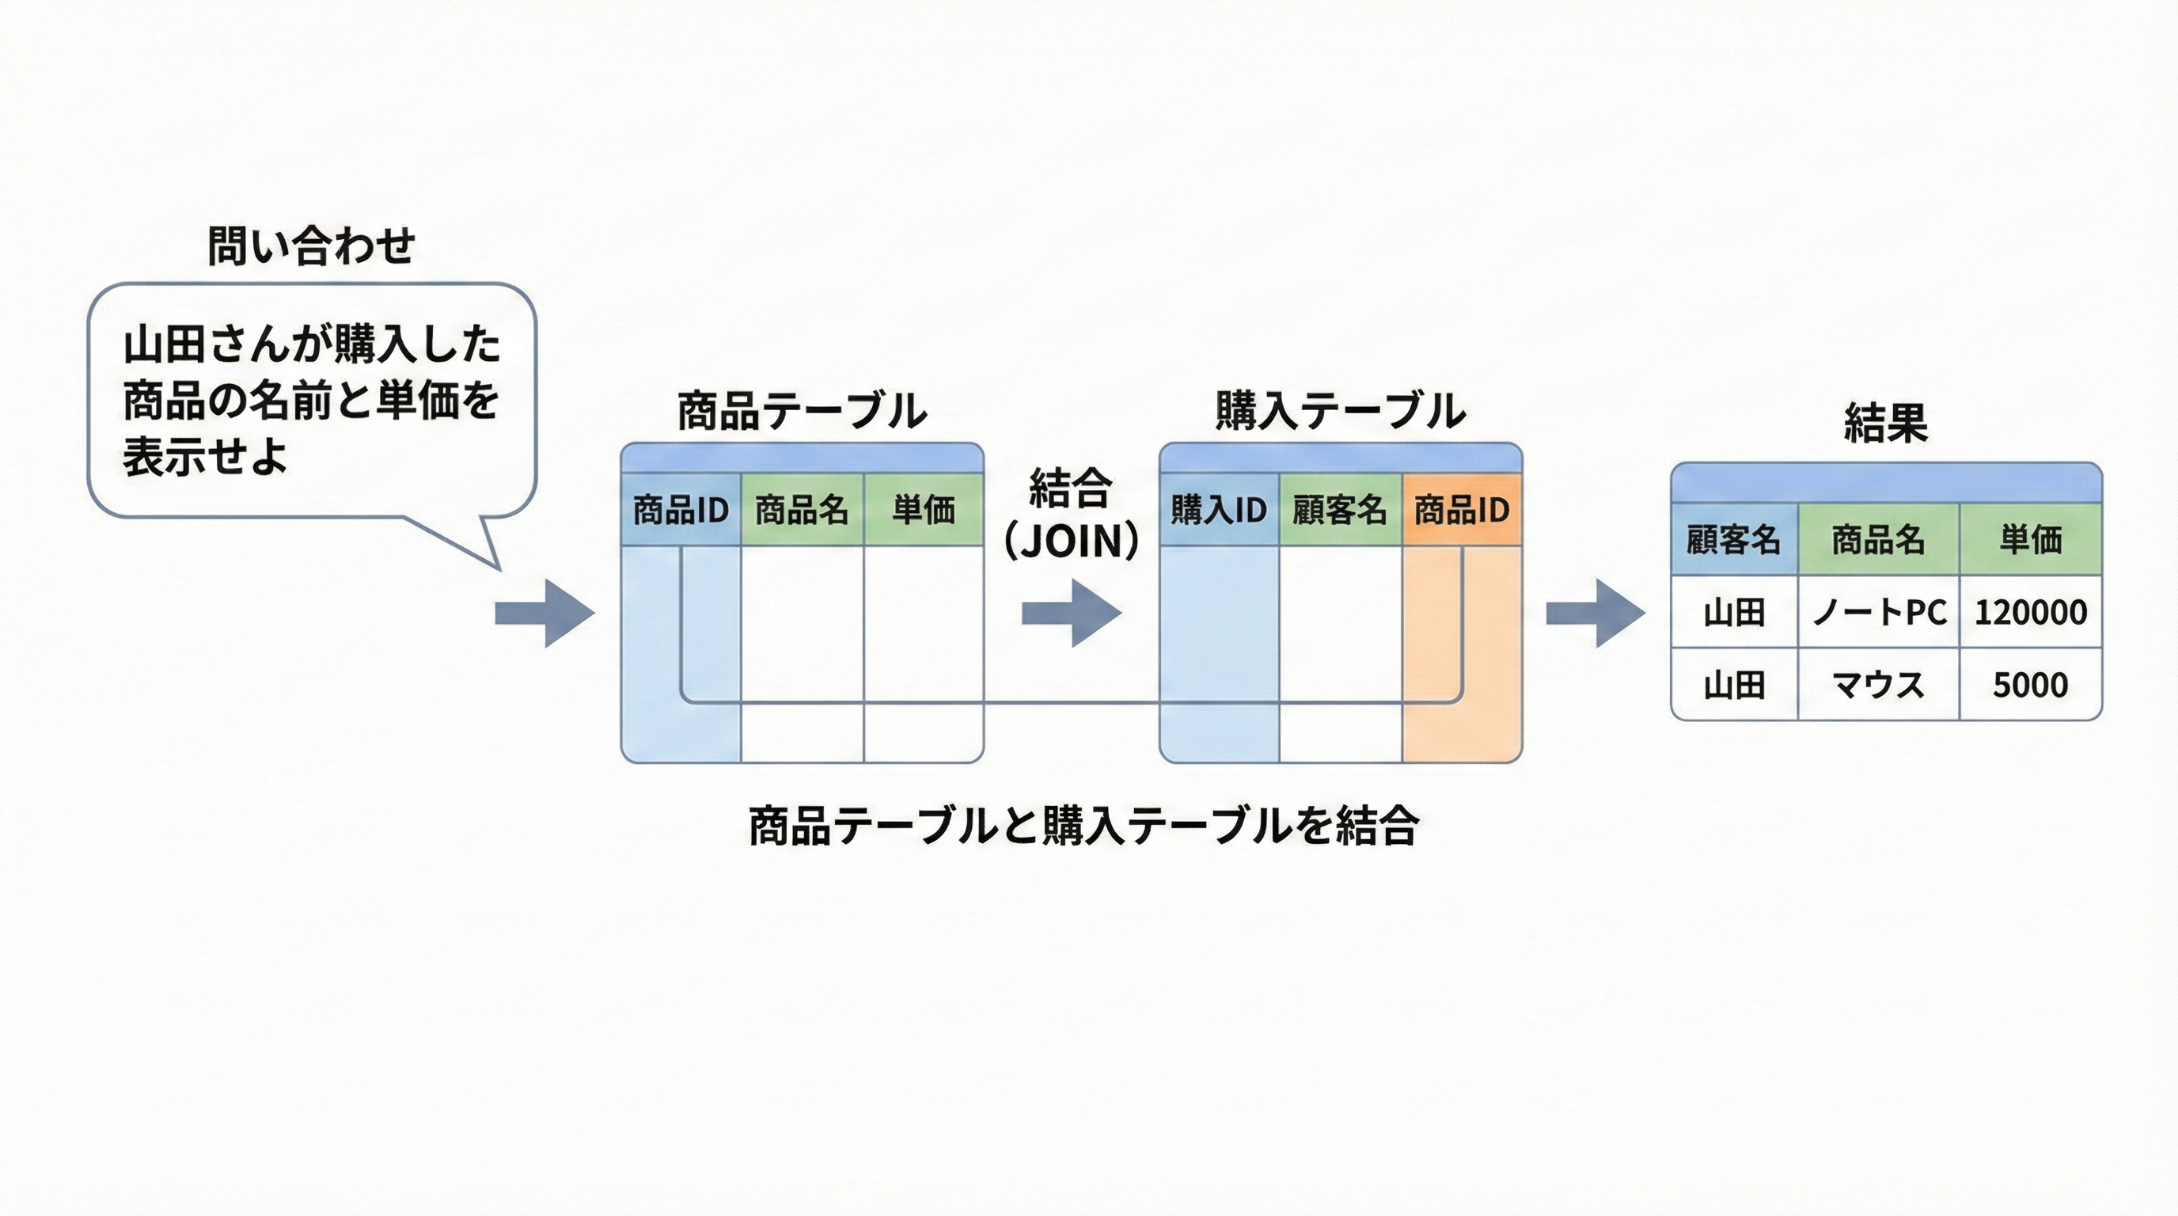 問い合わせ
山田さんが購入した
商品の名前と単価を
表示せよ
商品テーブル
商品ID 商品名 単価
結合
(JOIN)
購入テーブル
購入ID 顧客名 商品ID
商品テーブルと購入テーブルを結合
結果
顧客名 商品名 単価
山田 ノートPC 120000
山田 マウス 5000